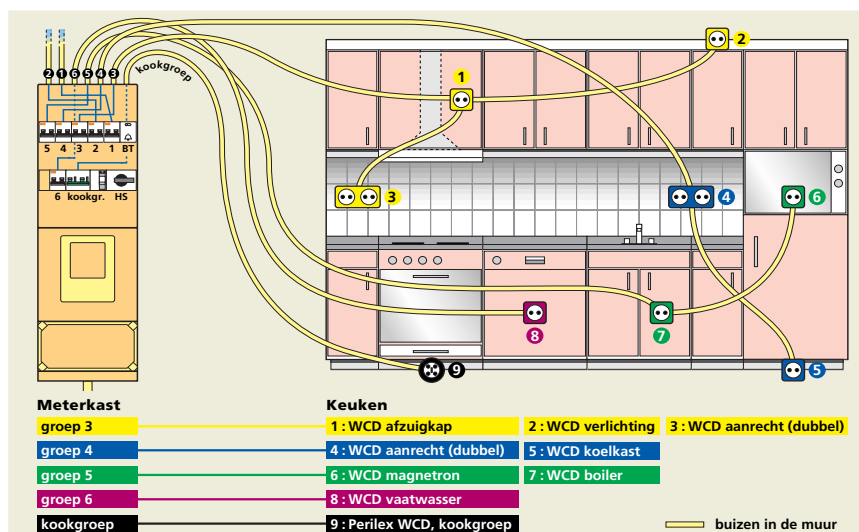 2 1 6 5 4 3
kookgroep
5 4 3 2 1 BT
6 kookgr. HS
2
1
3
4
6
8
7
9
5
Meterkast Keuken
groep 3 1 : WCD afzuigkap 2 : WCD verlichting 3 : WCD aanrecht (dubbel)
groep 4 4 : WCD aanrecht (dubbel) 5 : WCD koelkast
groep 5 6 : WCD magnetron 7 : WCD boiler
groep 6 8 : WCD vaatwasser
kookgroep 9 : Perilex WCD, kookgroep buizen in de muur